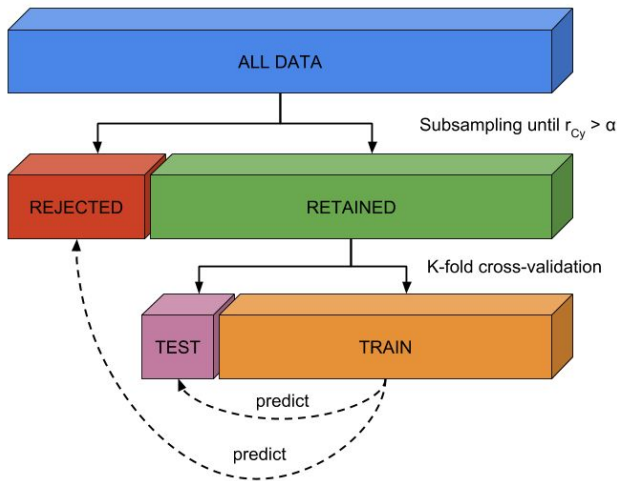 ALL DATA
Subsampling until r_Cy > α
REJECTED
RETAINED
K-fold cross-validation
TEST
TRAIN
predict
predict